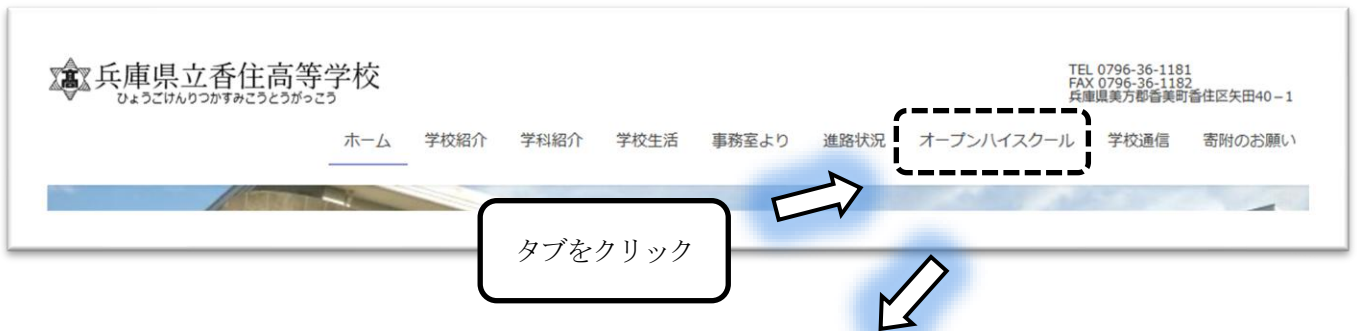 高
兵庫県立香住高等学校
ひょうごけんりつかすみこうとうがっこう
TEL 0796-36-1181
FAX 0796-36-1182
兵庫県美方郡香美町香住区矢田40−1
ホーム 学校紹介 学科紹介 学校生活 事務室より 進路状況 オープンハイスクール 学校通信 寄附のお願い
タブをクリック